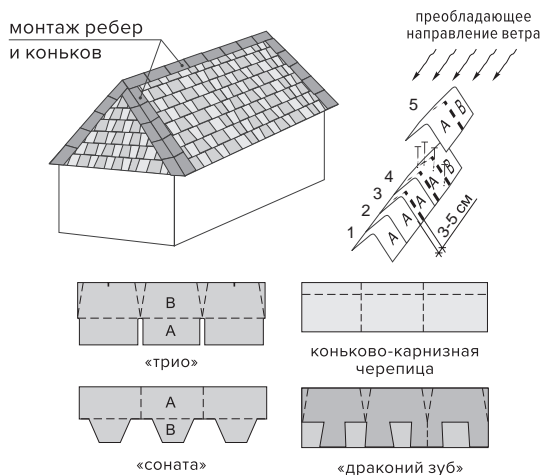 монтаж ребер
и коньков
преобладающее
направление ветра
5
A B
4
3
2
1
A A A A B
3-5 см
B
A
«трио»
коньково-карнизная
черепица
A
B
«соната»
«драконий зуб»